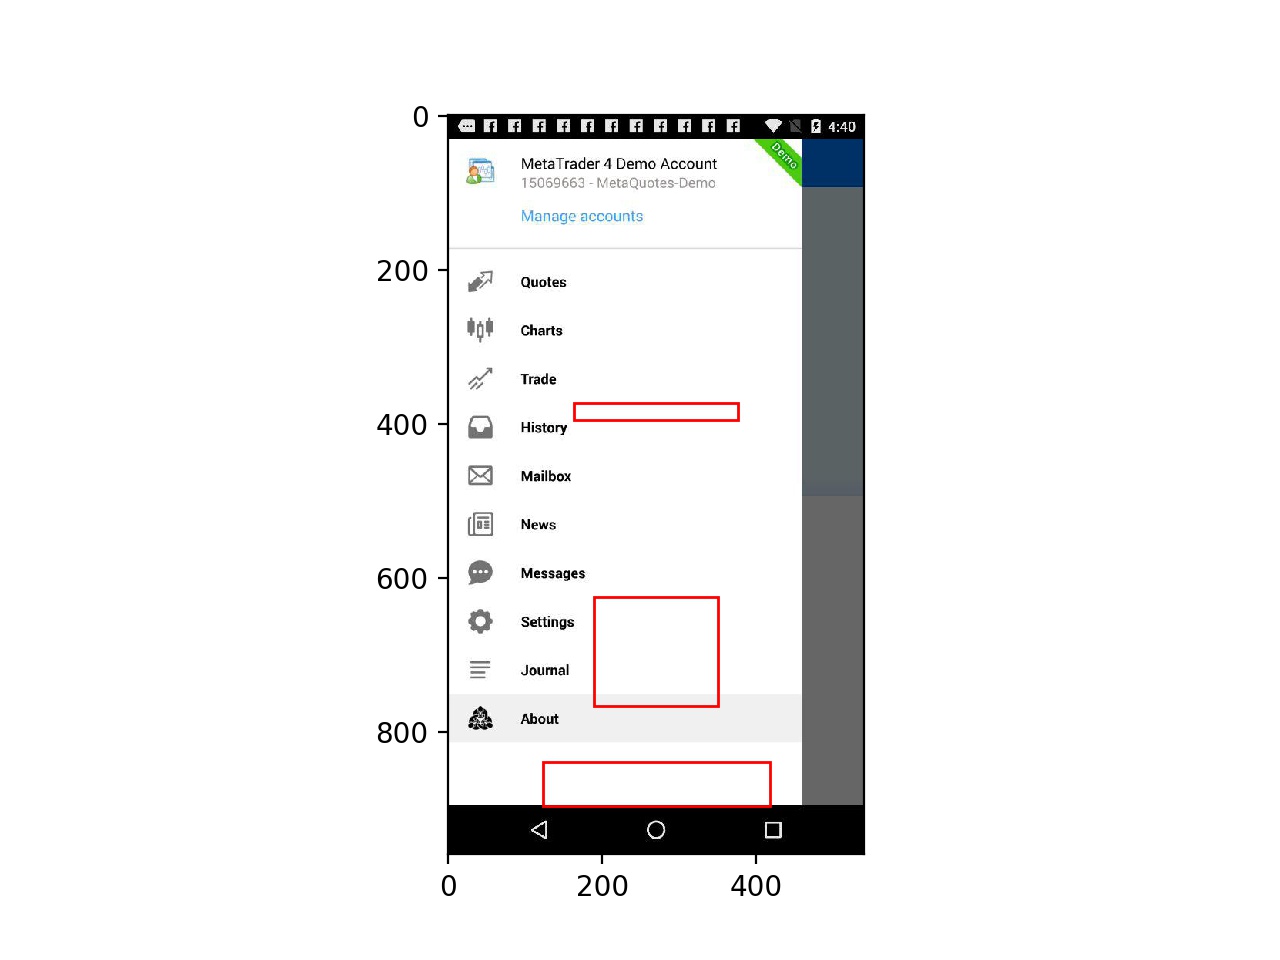 0
4:40
MetaTrader 4 Demo Account
Demo
15069663 - MetaQuotes-Demo
Manage accounts
200
Quotes
Charts
Trade
400
History
Mailbox
News
600
Messages
Settings
Journal
800
About
0 200 400